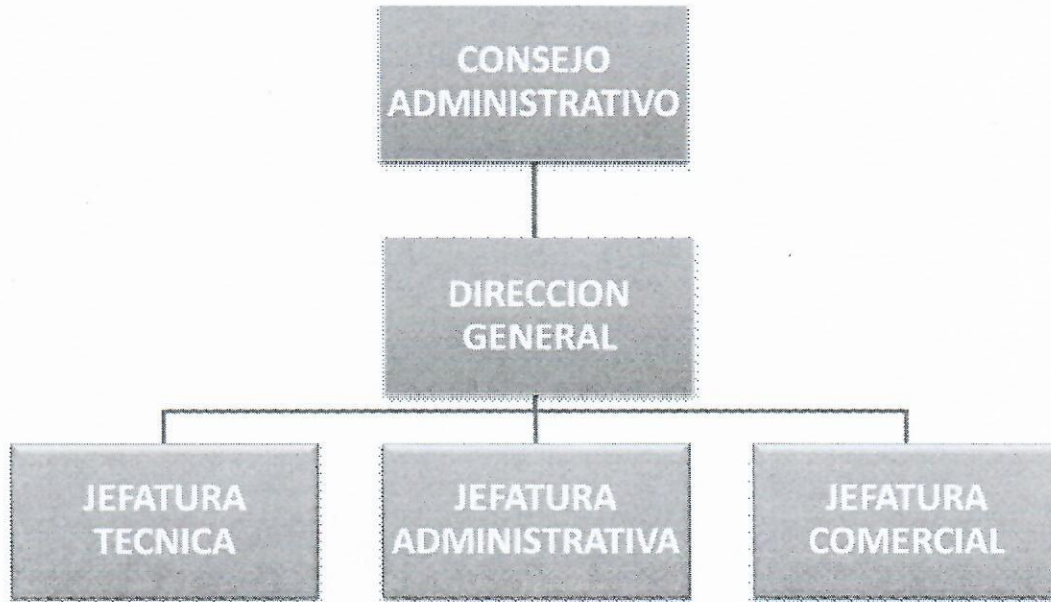 CONSEJO
ADMINISTRATIVO
DIRECCION
GENERAL
JEFATURA
TECNICA
JEFATURA
ADMINISTRATIVA
JEFATURA
COMERCIAL